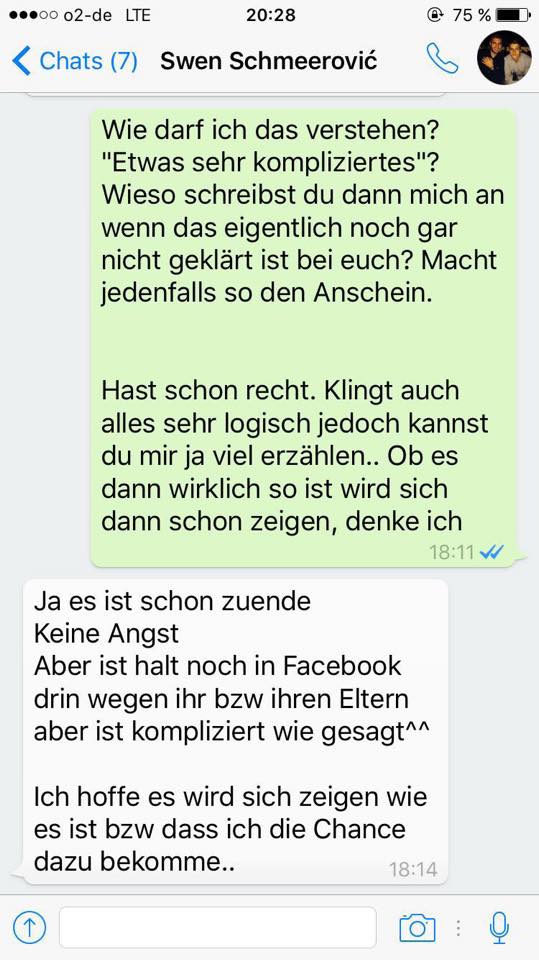 o2-de LTE 20:28 75 %
Chats (7) Swen Schmeerović
Wie darf ich das verstehen?
"Etwas sehr kompliziertes"?
Wieso schreibst du dann mich an
wenn das eigentlich noch gar
nicht geklärt ist bei euch? Macht
jedenfalls so den Anschein.
Hast schon recht. Klingt auch
alles sehr logisch jedoch kannst
du mir ja viel erzählen.. Ob es
dann wirklich so ist wird sich
dann schon zeigen, denke ich
18:11
Ja es ist schon zuende
Keine Angst
Aber ist halt noch in Facebook
drin wegen ihr bzw ihren Eltern
aber ist kompliziert wie gesagt^^
Ich hoffe es wird sich zeigen wie
es ist bzw dass ich die Chance
dazu bekomme..
18:14